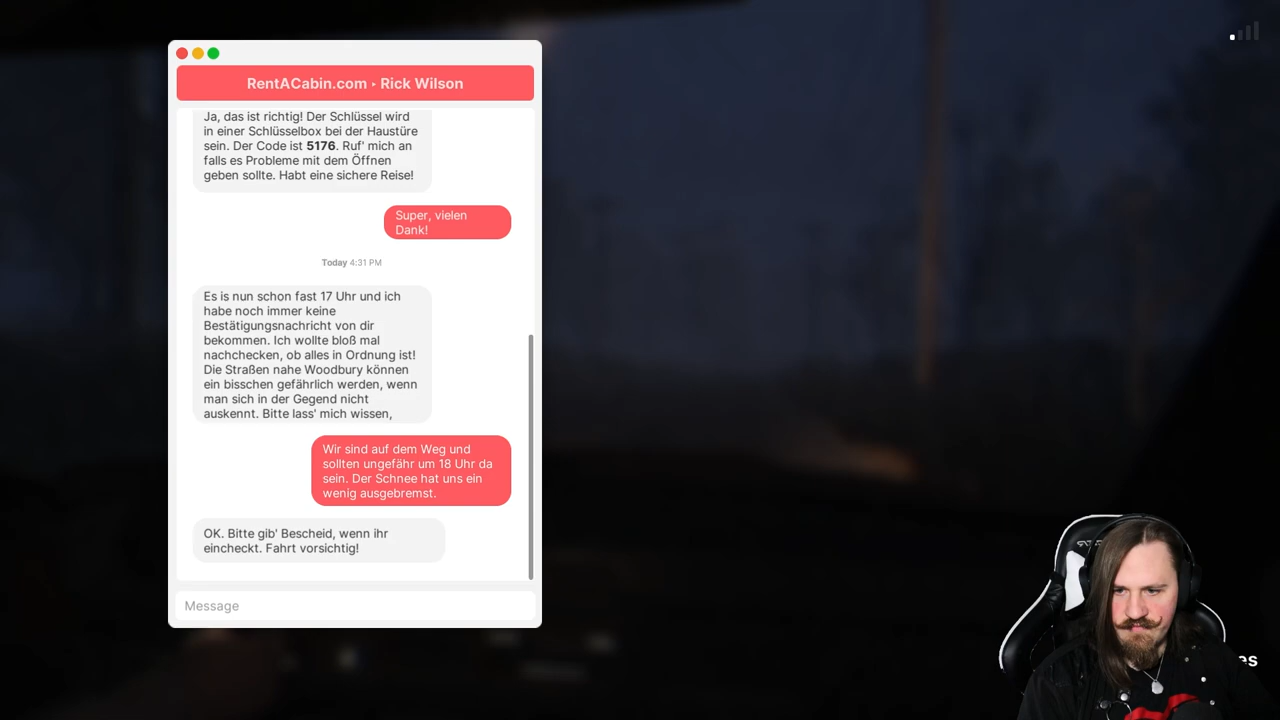 RentACabin.com ▸ Rick Wilson
Ja, das ist richtig! Der Schlüssel wird
in einer Schlüsselbox bei der Haustüre
sein. Der Code ist 5176. Ruf' mich an
falls es Probleme mit dem Öffnen
geben sollte. Habt eine sichere Reise!
Super, vielen
Dank!
Today 4:31 PM
Es is nun schon fast 17 Uhr und ich
habe noch immer keine
Bestätigungsnachricht von dir
bekommen. Ich wollte bloß mal
nachchecken, ob alles in Ordnung ist!
Die Straßen nahe Woodbury können
ein bisschen gefährlich werden, wenn
man sich in der Gegend nicht
auskennt. Bitte lass' mich wissen,
Wir sind auf dem Weg und
sollten ungefähr um 18 Uhr da
sein. Der Schnee hat uns ein
wenig ausgebremst.
OK. Bitte gib' Bescheid, wenn ihr
eincheckt. Fahrt vorsichtig!
Message